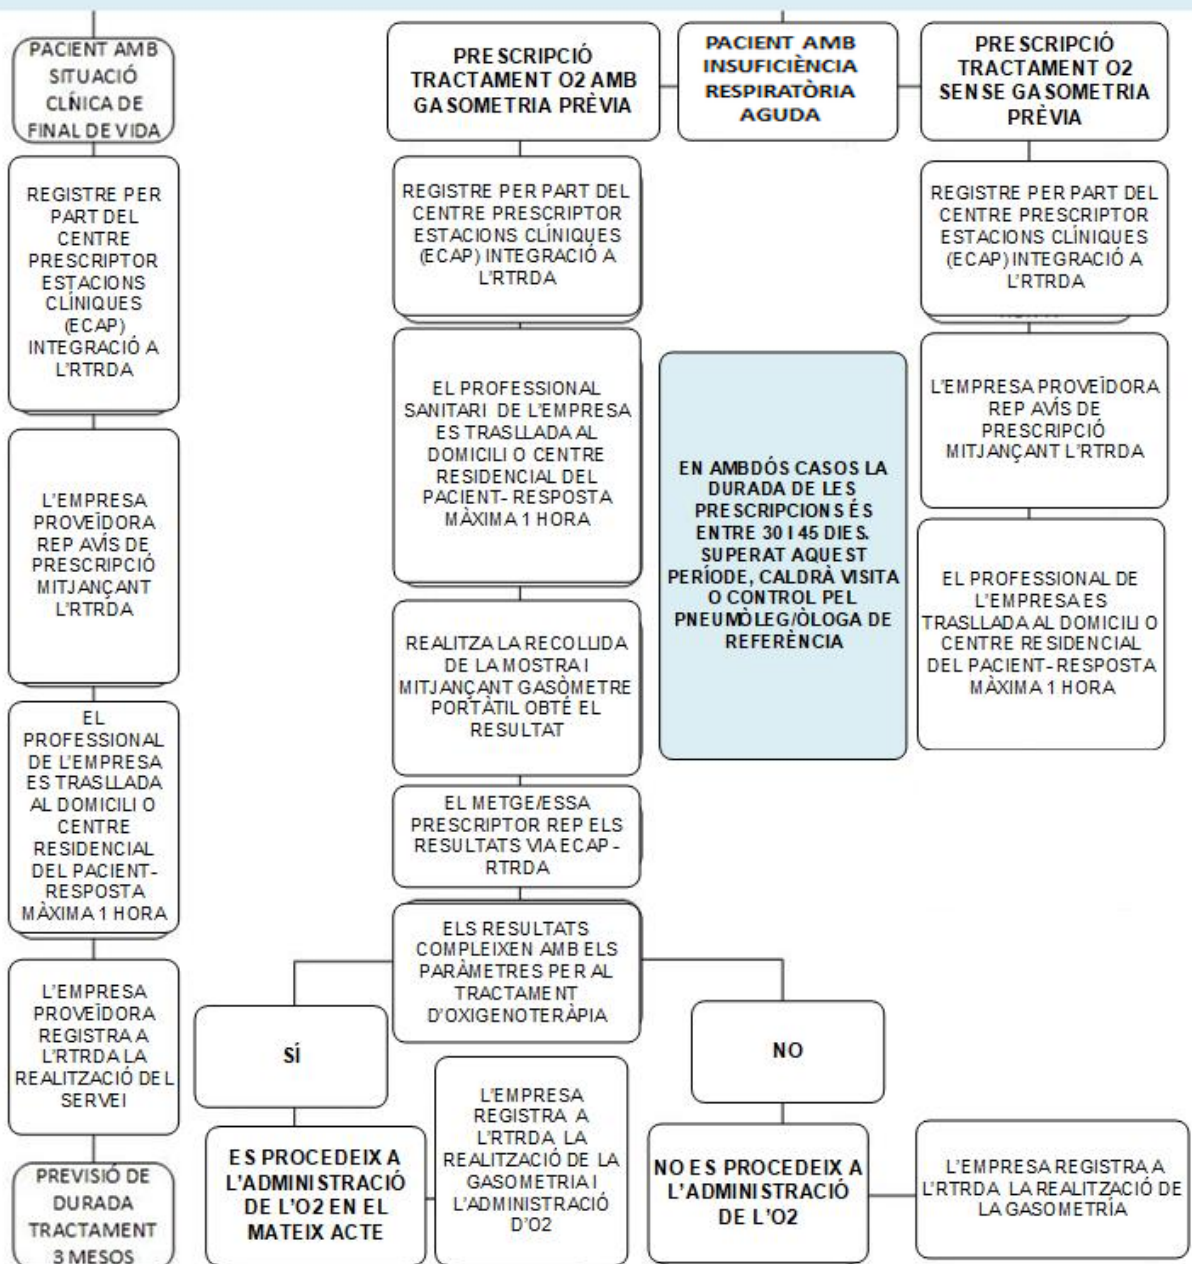 PACIENT AMB
SITUACIÓ
CLÍNICA DE
FINAL DE VIDA
REGISTRE PER
PART DEL
CENTRE
PRESCRIPTOR
ESTACIONS
CLÍNIQUES
(ECAP)
INTEGRACIÓ A
L'RTRDA
L'EMPRESA
PROVEÏDORA
REP AVÍS DE
PRESCRIPCIÓ
MITJANÇANT
L'RTRDA
EL
PROFESSIONAL
DE L'EMPRESA
ES TRASLLADA
AL DOMICILI O
CENTRE
RESIDENCIAL
DEL PACIENT-
RESPOSTA
MÀXIMA 1 HORA
L'EMPRESA
PROVEÏDORA
REGISTRA A
L'RTRDA LA
REALITZACIÓ DEL
SERVEI
PREVISIÓ DE
DURADA
TRACTAMENT
3 MESOS
PRESCRIPCIÓ
TRACTAMENT O2 AMB
GASOMETRIA PRÈVIA
REGISTRE PER PART DEL
CENTRE PRESCRIPTOR
ESTACIONS CLÍNIQUES
(ECAP) INTEGRACIÓ A
L'RTRDA
EL PROFESSIONAL
SANITARI DE L'EMPRESA
ES TRASLLADA AL
DOMICILI O CENTRE
RESIDENCIAL DEL
PACIENT- RESPOSTA
MÀXIMA 1 HORA
REALITZA LA RECOLLIDA
DE LA MOSTRA I
MITJANÇANT GASÒMETRE
PORTÀTIL OBTÉ EL
RESULTAT
EL METGE/ESSA
PRESCRIPTOR REP ELS
RESULTATS VIA ECAP -
RTRDA
ELS RESULTATS
COMPLEIXEN AMB ELS
PARÀMETRES PER AL
TRACTAMENT
D'OXIGENOTERÀPIA
SÍ
ES PROCEDEIX A
L'ADMINISTRACIÓ
DE L'O2 EN EL
MATEIX ACTE
L'EMPRESA
REGISTRA A
L'RTRDA LA
REALITZACIÓ DE LA
GASOMETRIA I
L'ADMINISTRACIÓ
D'O2
NO
NO ES PROCEDEIX A
L'ADMINISTRACIÓ
DE L'O2
L'EMPRESA REGISTRA A
L'RTRDA LA REALITZACIÓ DE
LA GASOMETRÍA
PACIENT AMB
INSUFICIÈNCIA
RESPIRATÒRIA
AGUDA
EN AMBDÓS CASOS LA
DURADA DE LES
PRESCRIPCIONS ÉS
ENTRE 30 I 45 DIES.
SUPERAT AQUEST
PERÍODE, CALDRÀ VISITA
O CONTROL PEL
PNEUMÒLEG/ÒLOGA DE
REFERÈNCIA
PRESCRIPCIÓ
TRACTAMENT O2
SENSE GASOMETRIA
PRÈVIA
REGISTRE PER PART DEL
CENTRE PRESCRIPTOR
ESTACIONS CLÍNIQUES
(ECAP) INTEGRACIÓ A
L'RTRDA
L'EMPRESA PROVEÏDORA
REP AVÍS DE
PRESCRIPCIÓ
MITJANÇANT L'RTRDA
EL PROFESSIONAL DE
L'EMPRESA ES
TRASLLADA AL DOMICILI O
CENTRE RESIDENCIAL
DEL PACIENT- RESPOSTA
MÀXIMA 1 HORA